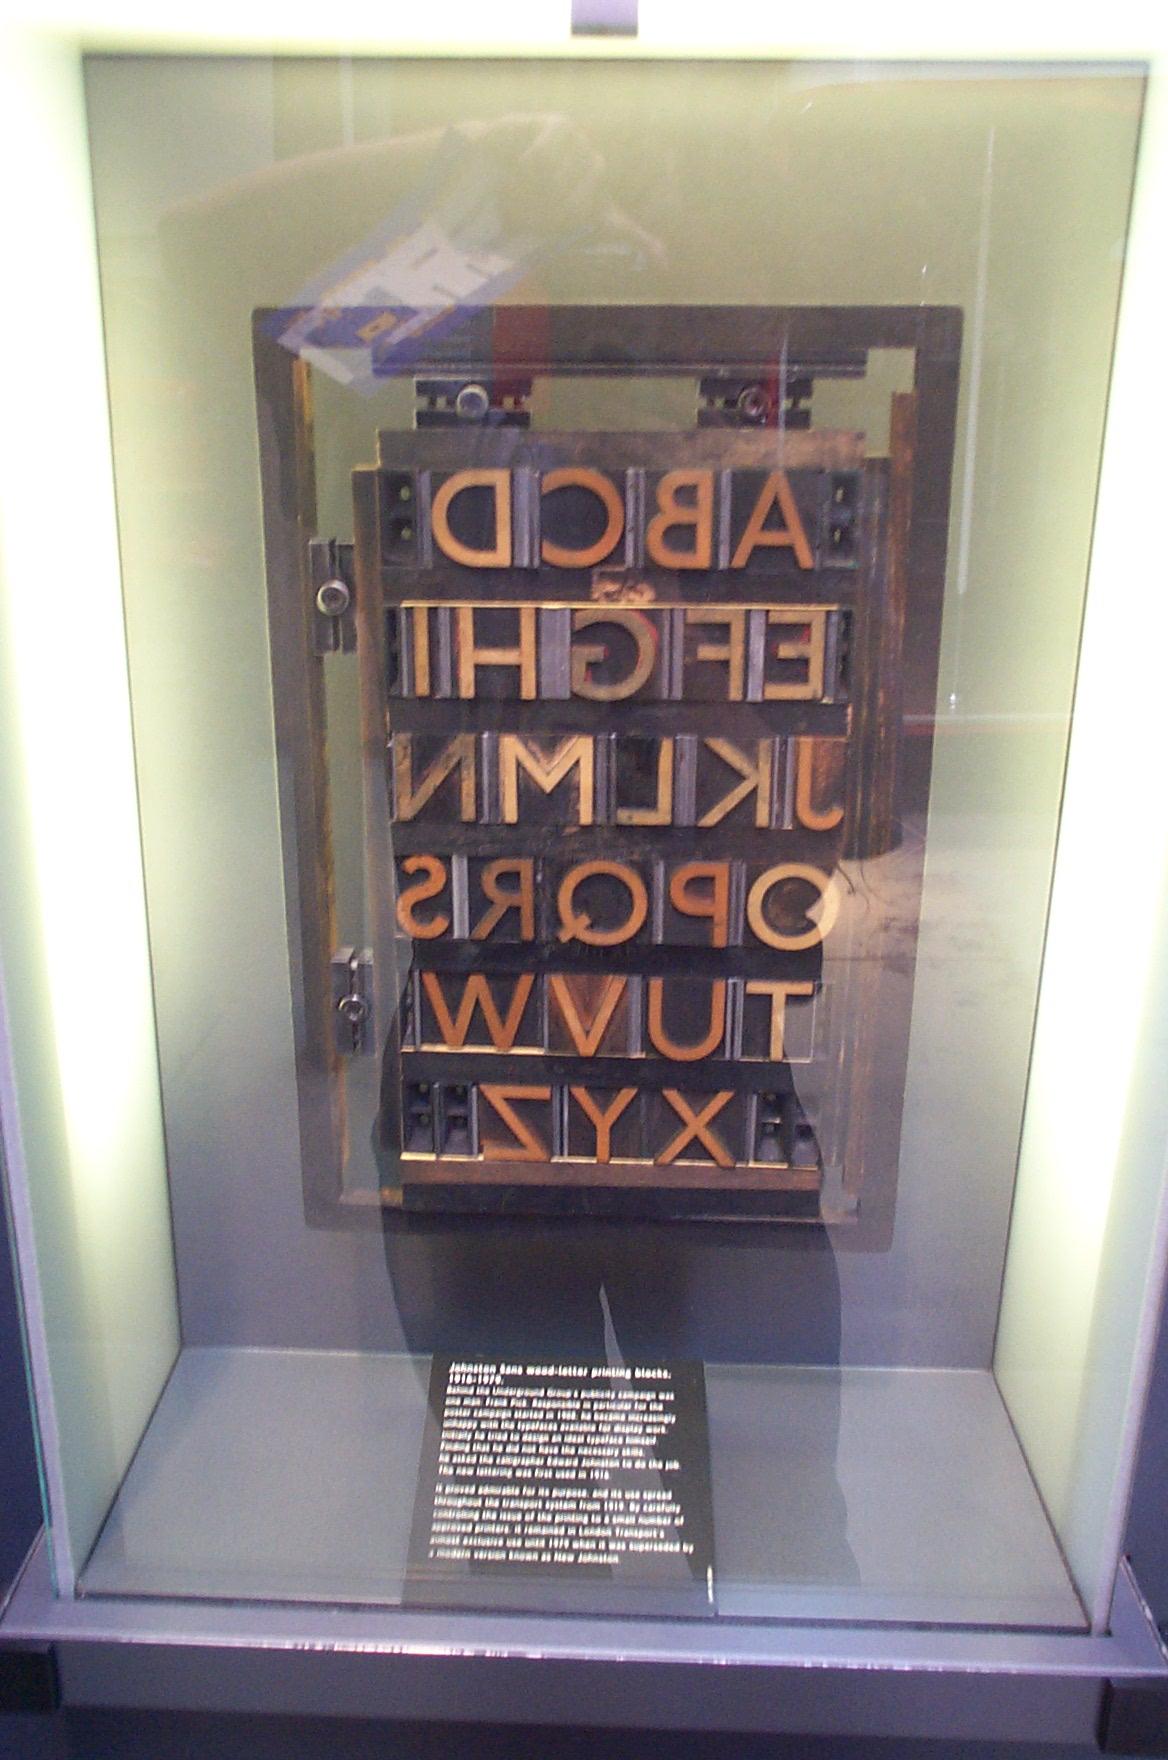 A B C D
E F G H I
J K L M N
O P Q R S
T U V W
X Y Z
Johnston Sans wood-letter printing blocks,
1916-1979.
Behind the Underground Group's publicity campaign was
one man, Frank Pick. Responsible in particular for the
poster campaign started in 1908, he became increasingly
unhappy with the typefaces available for display work.
Initially he tried to design an ideal typeface himself.
Finding that he did not have the necessary skills,
he asked the calligrapher Edward Johnston to do the job.
The new lettering was first used in 1916.
It proved admirable for its purpose, and its use spread
throughout the transport system from 1919. By carefully
controlling the issue of the printing to a small number of
approved printers, it remained in London Transport's
almost exclusive use until 1979 when it was superseded by
a modern version known as New Johnston.